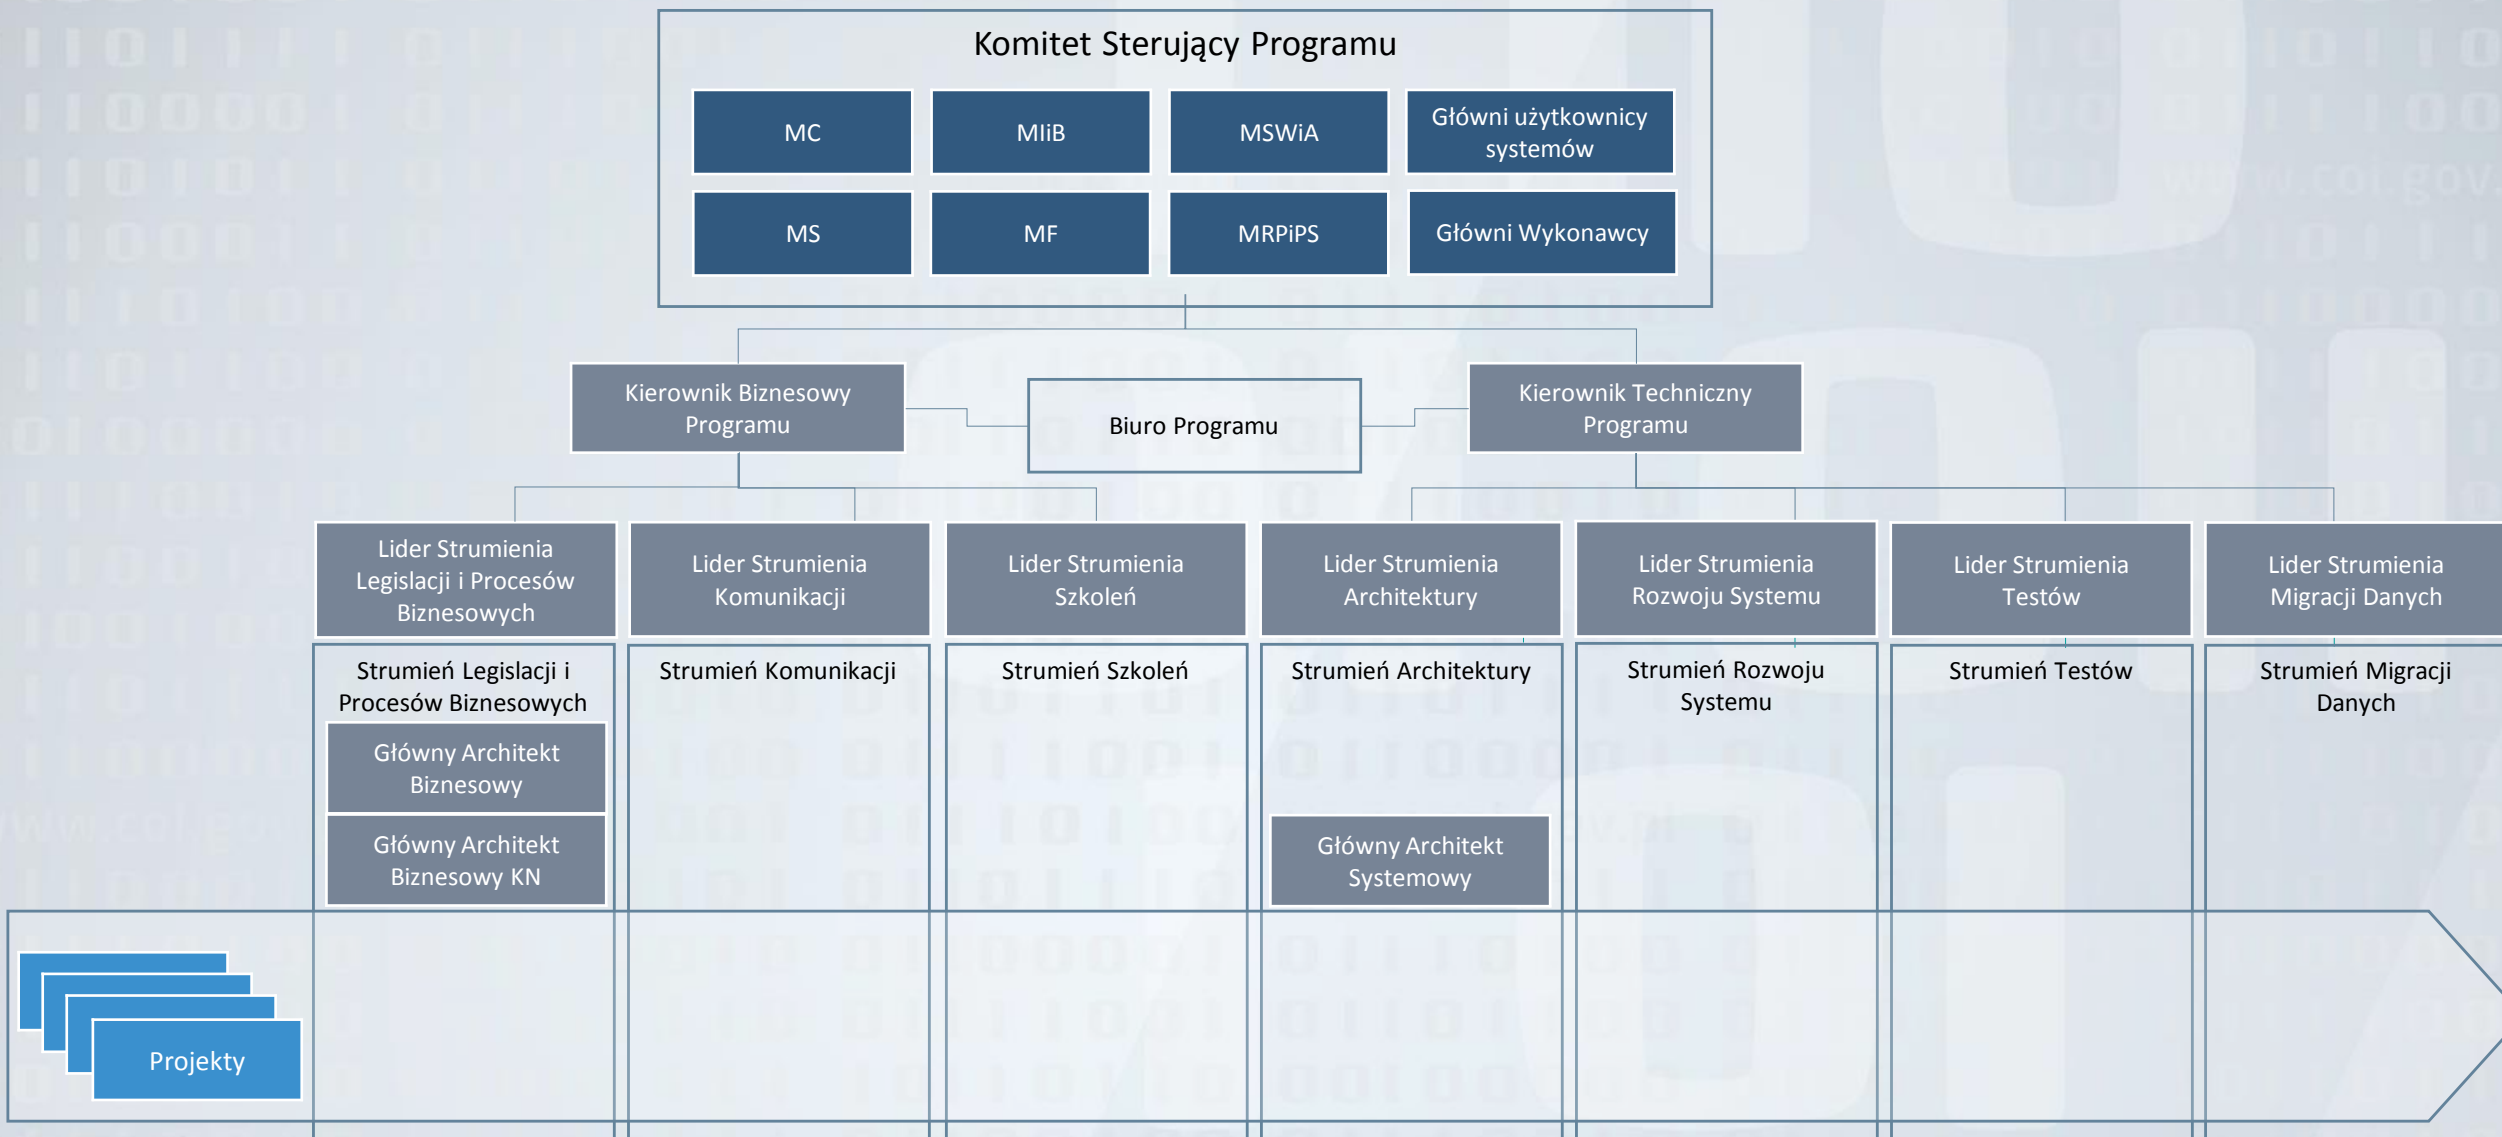 Komitet Sterujący Programu
MC
MIiB
MSWiA
Główni użytkownicy
systemów
MS
MF
MRPiPS
Główni Wykonawcy
Kierownik Biznesowy
Programu
Biuro Programu
Kierownik Techniczny
Programu
Lider Strumienia
Legislacji i Procesów
Biznesowych
Lider Strumienia
Komunikacji
Lider Strumienia
Szkoleń
Lider Strumienia
Architektury
Lider Strumienia
Rozwoju Systemu
Lider Strumienia
Testów
Lider Strumienia
Migracji Danych
Strumień Legislacji i
Procesów Biznesowych
Strumień Komunikacji
Strumień Szkoleń
Strumień Architektury
Strumień Rozwoju
Systemu
Strumień Testów
Strumień Migracji
Danych
Główny Architekt
Biznesowy
Główny Architekt
Biznesowy KN
Główny Architekt
Systemowy
Projekty